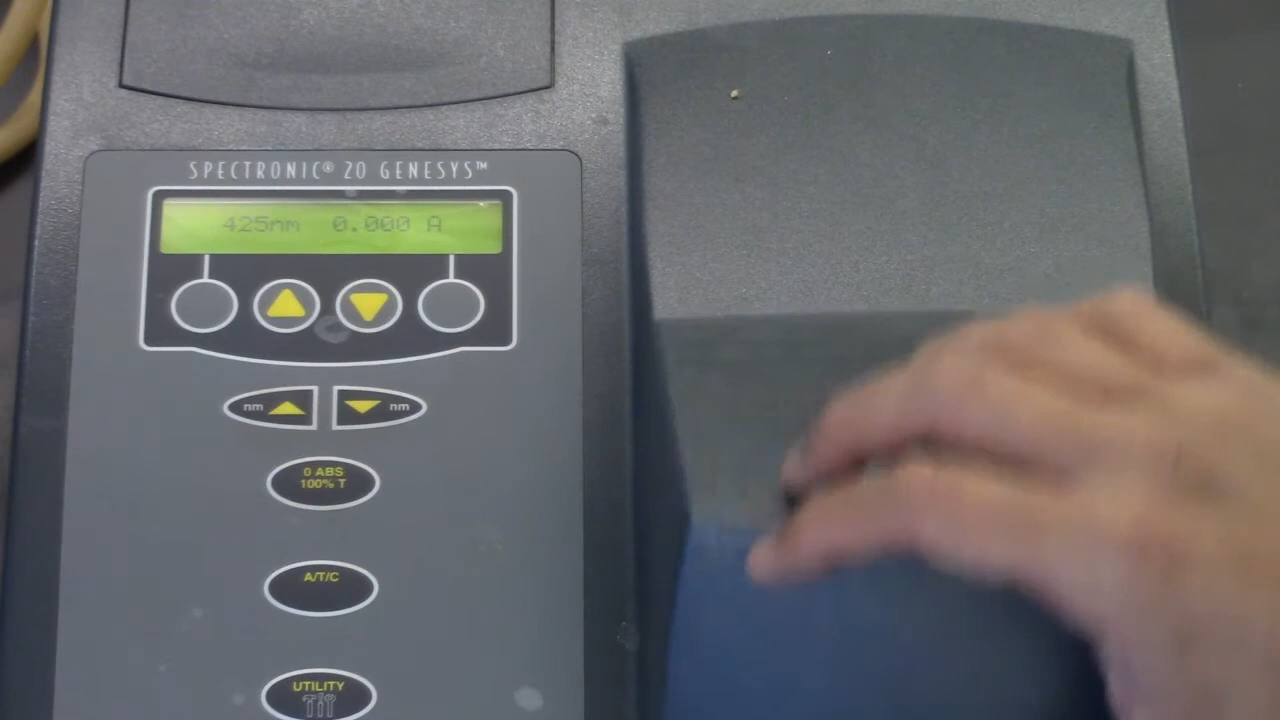 SPECTRONIC® 20 GENESYS™
425nm 0.000 A
nm nm
0 ABS
100% T
A/T/C
UTILITY